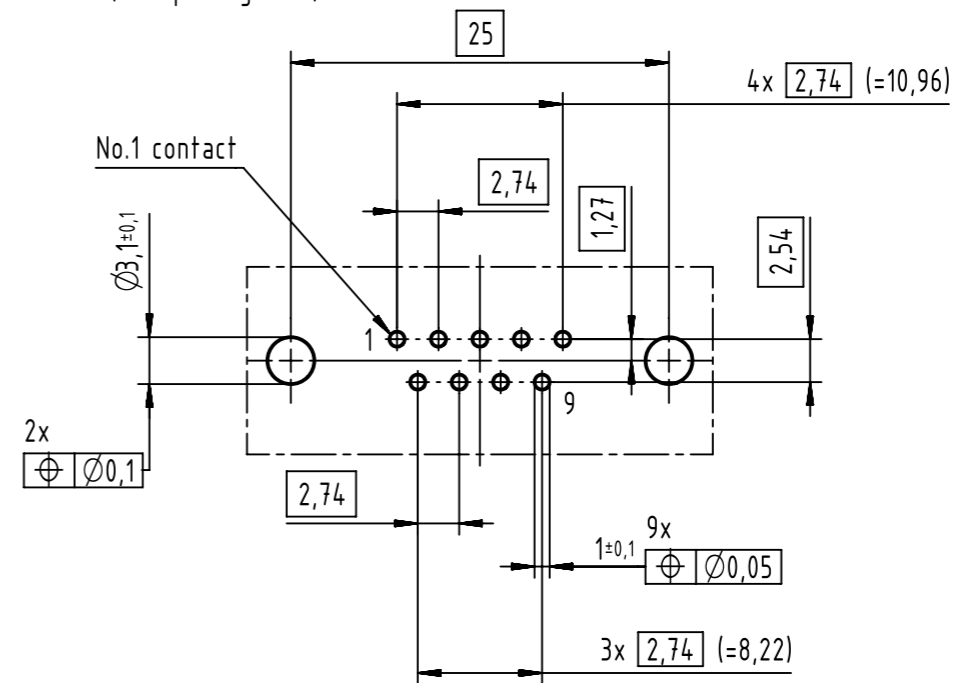 25
4x 2,74 (=10,96)
No.1 contact
2,74
1,27
2,54
Ø3,1±0,1
1
9
2x
⌖ Ø0,1
2,74
9x
1±0,1
⌖ Ø0,05
3x 2,74 (=8,22)